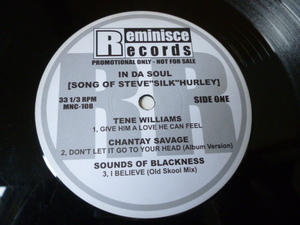 Reminisce
Records
PROMOTIONAL ONLY - NOT FOR SALE
IN DA SOUL
[SONG OF STEVE"SILK"HURLEY]
33 1/3 RPM
MNC-108
SIDE ONE
TENE WILLIAMS
1, GIVE HIM A LOVE HE CAN FEEL
CHANTAY SAVAGE
2, DON'T LET IT GO TO YOUR HEAD (Album Version)
SOUNDS OF BLACKNESS
3, I BELIEVE (Old Skool Mix)
RR